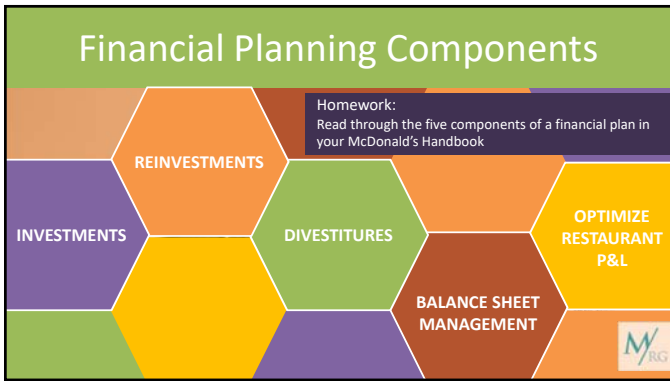 Financial Planning Components
Homework:
Read through the five components of a financial plan in
your McDonald's Handbook
REINVESTMENTS
INVESTMENTS
DIVESTITURES
OPTIMIZE
RESTAURANT
P&L
BALANCE SHEET
MANAGEMENT
M/RG